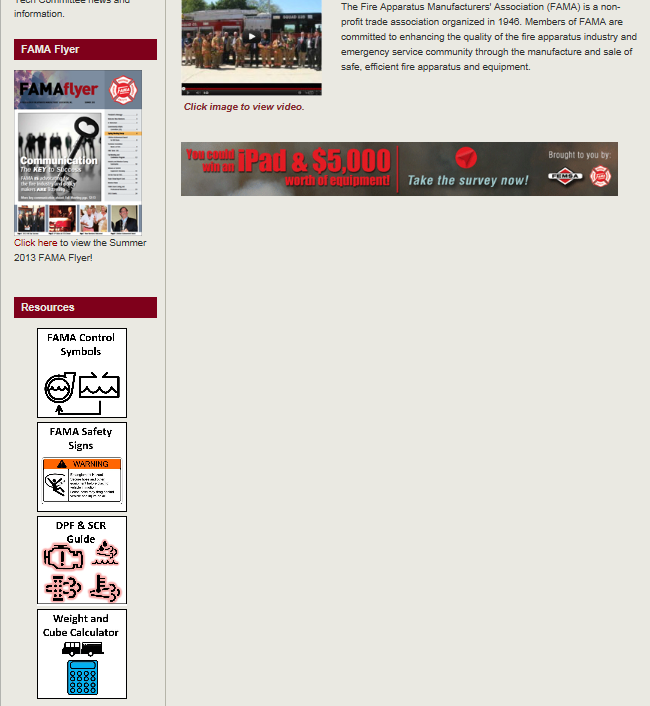 Tech Committee news and
information.
FAMA Flyer
FAMAflyer
Communication
The KEY to Success
Click here to view the Summer
2013 FAMA Flyer!
Resources
FAMA Control
Symbols
FAMA Safety
Signs
WARNING
DPF & SCR
Guide
Weight and
Cube Calculator
Click image to view video.
The Fire Apparatus Manufacturers' Association (FAMA) is a non-
profit trade association organized in 1946. Members of FAMA are
committed to enhancing the quality of the fire apparatus industry and
emergency service community through the manufacture and sale of
safe, efficient fire apparatus and equipment.
You could
win an iPad & $5,000
worth of equipment!
Take the survey now!
Brought to you by:
FEMSA
FAMA